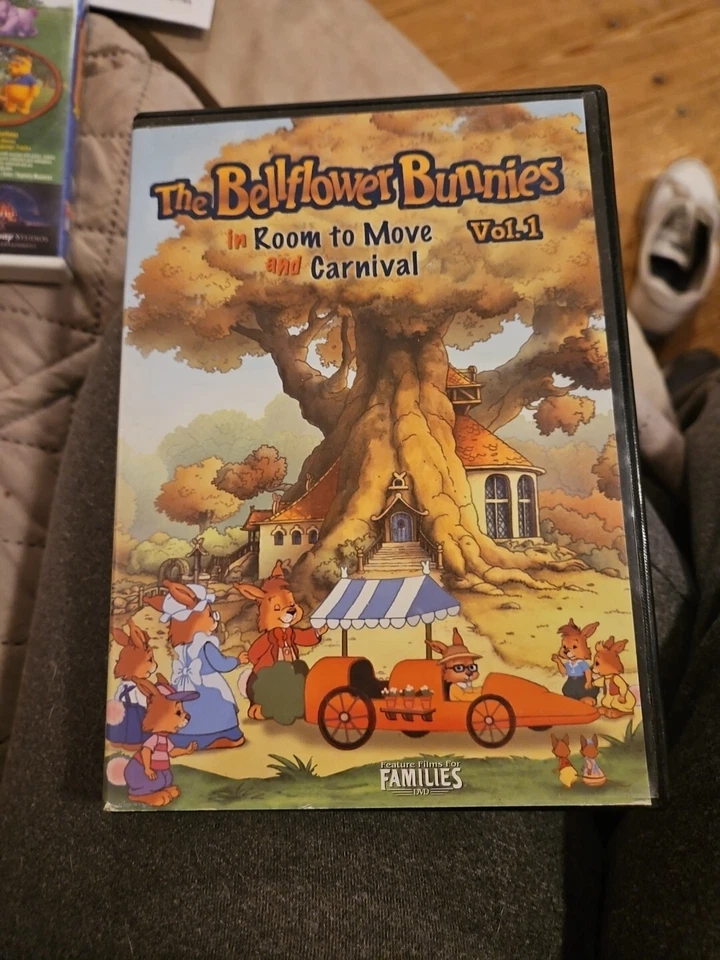 The Bellflower Bunnies
in Room to Move Vol.1
and Carnival
Feature Films For
FAMILIES
DVD